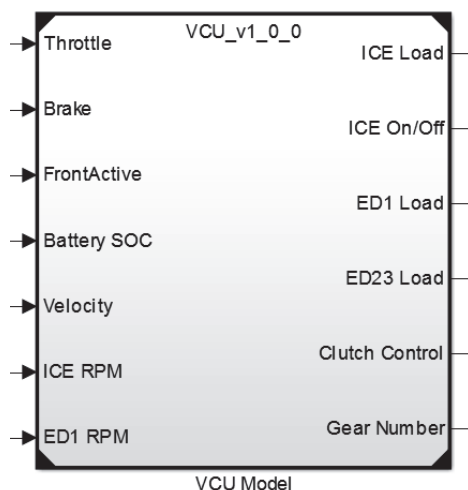 VCU_v1_0_0
Throttle
Brake
FrontActive
Battery SOC
Velocity
ICE RPM
ED1 RPM
ICE Load
ICE On/Off
ED1 Load
ED23 Load
Clutch Control
Gear Number
VCU Model